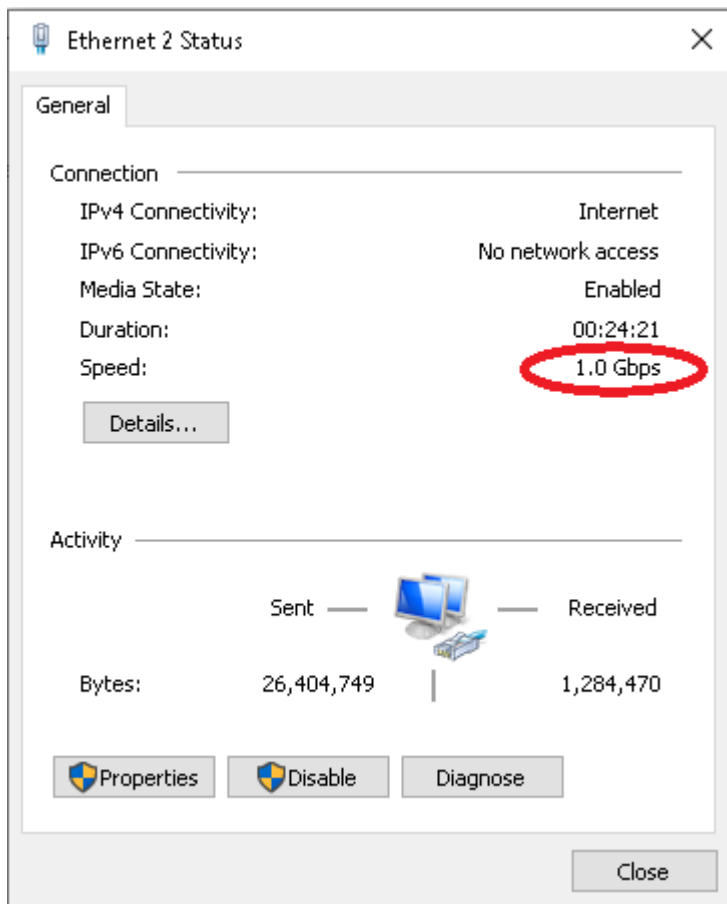 Ethernet 2 Status
General
Connection
IPv4 Connectivity: Internet
IPv6 Connectivity: No network access
Media State: Enabled
Duration: 00:24:21
Speed: 1.0 Gbps
Details...
Activity
Sent Received
Bytes: 26,404,749 1,284,470
Properties Disable Diagnose
Close